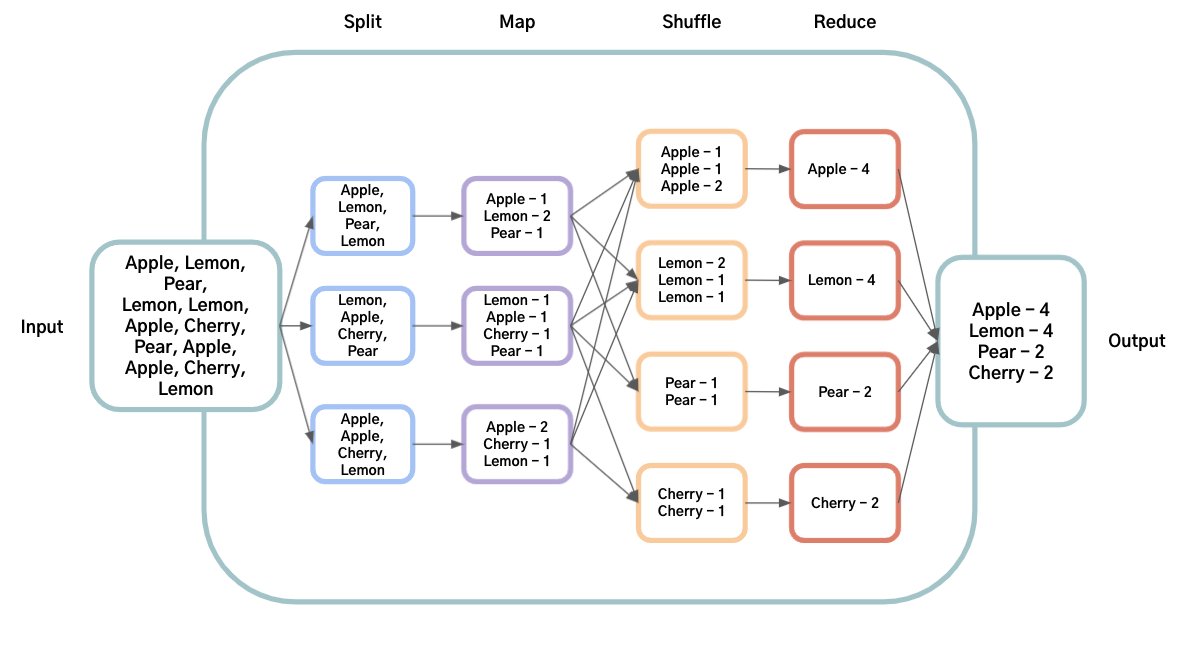 Split
Map
Shuffle
Reduce
Input
Apple, Lemon,
Pear,
Lemon, Lemon,
Apple, Cherry,
Pear, Apple,
Apple, Cherry,
Lemon
Apple,
Lemon,
Pear,
Lemon
Lemon,
Apple,
Cherry,
Pear
Apple,
Apple,
Cherry,
Lemon
Apple – 1
Lemon – 2
Pear – 1
Lemon – 1
Apple – 1
Cherry – 1
Pear – 1
Apple – 2
Cherry – 1
Lemon – 1
Apple – 1
Apple – 1
Apple – 2
Lemon – 2
Lemon – 1
Lemon – 1
Pear – 1
Pear – 1
Cherry – 1
Cherry – 1
Apple – 4
Lemon – 4
Pear – 2
Cherry – 2
Apple – 4
Lemon – 4
Pear – 2
Cherry – 2
Output